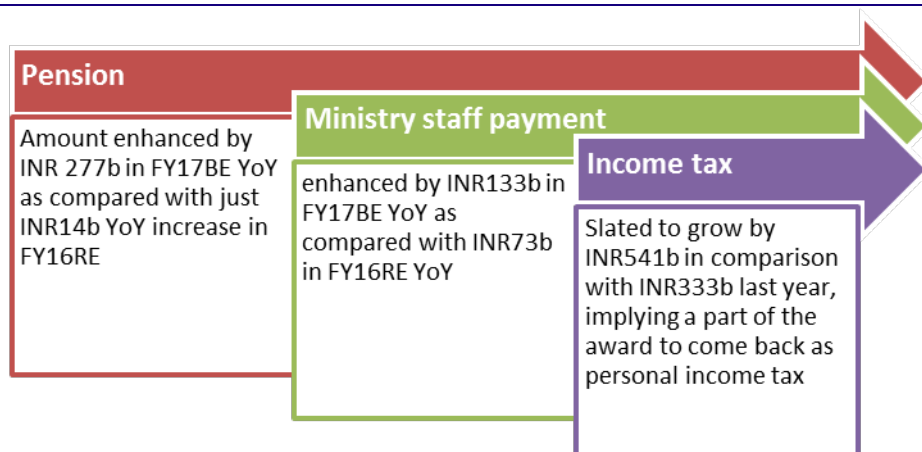 Pension
Amount enhanced by
INR 277b in FY17BE YoY
as compared with just
INR14b YoY increase in
FY16RE
Ministry staff payment
enhanced by INR133b in
FY17BE YoY as
compared with INR73b
in FY16RE YoY
Income tax
Slated to grow by
INR541b in comparison
with INR333b last year,
implying a part of the
award to come back as
personal income tax